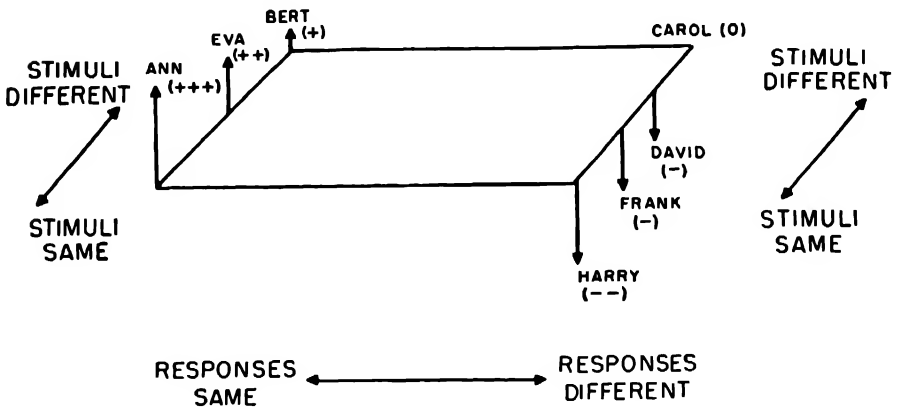 BERT
(+)
EVA
(++)
CAROL (0)
STIMULI
DIFFERENT
ANN
(+++)
STIMULI
DIFFERENT
DAVID
(-)
FRANK
(-)
STIMULI
SAME
STIMULI
SAME
HARRY
(--)
RESPONSES
SAME
RESPONSES
DIFFERENT